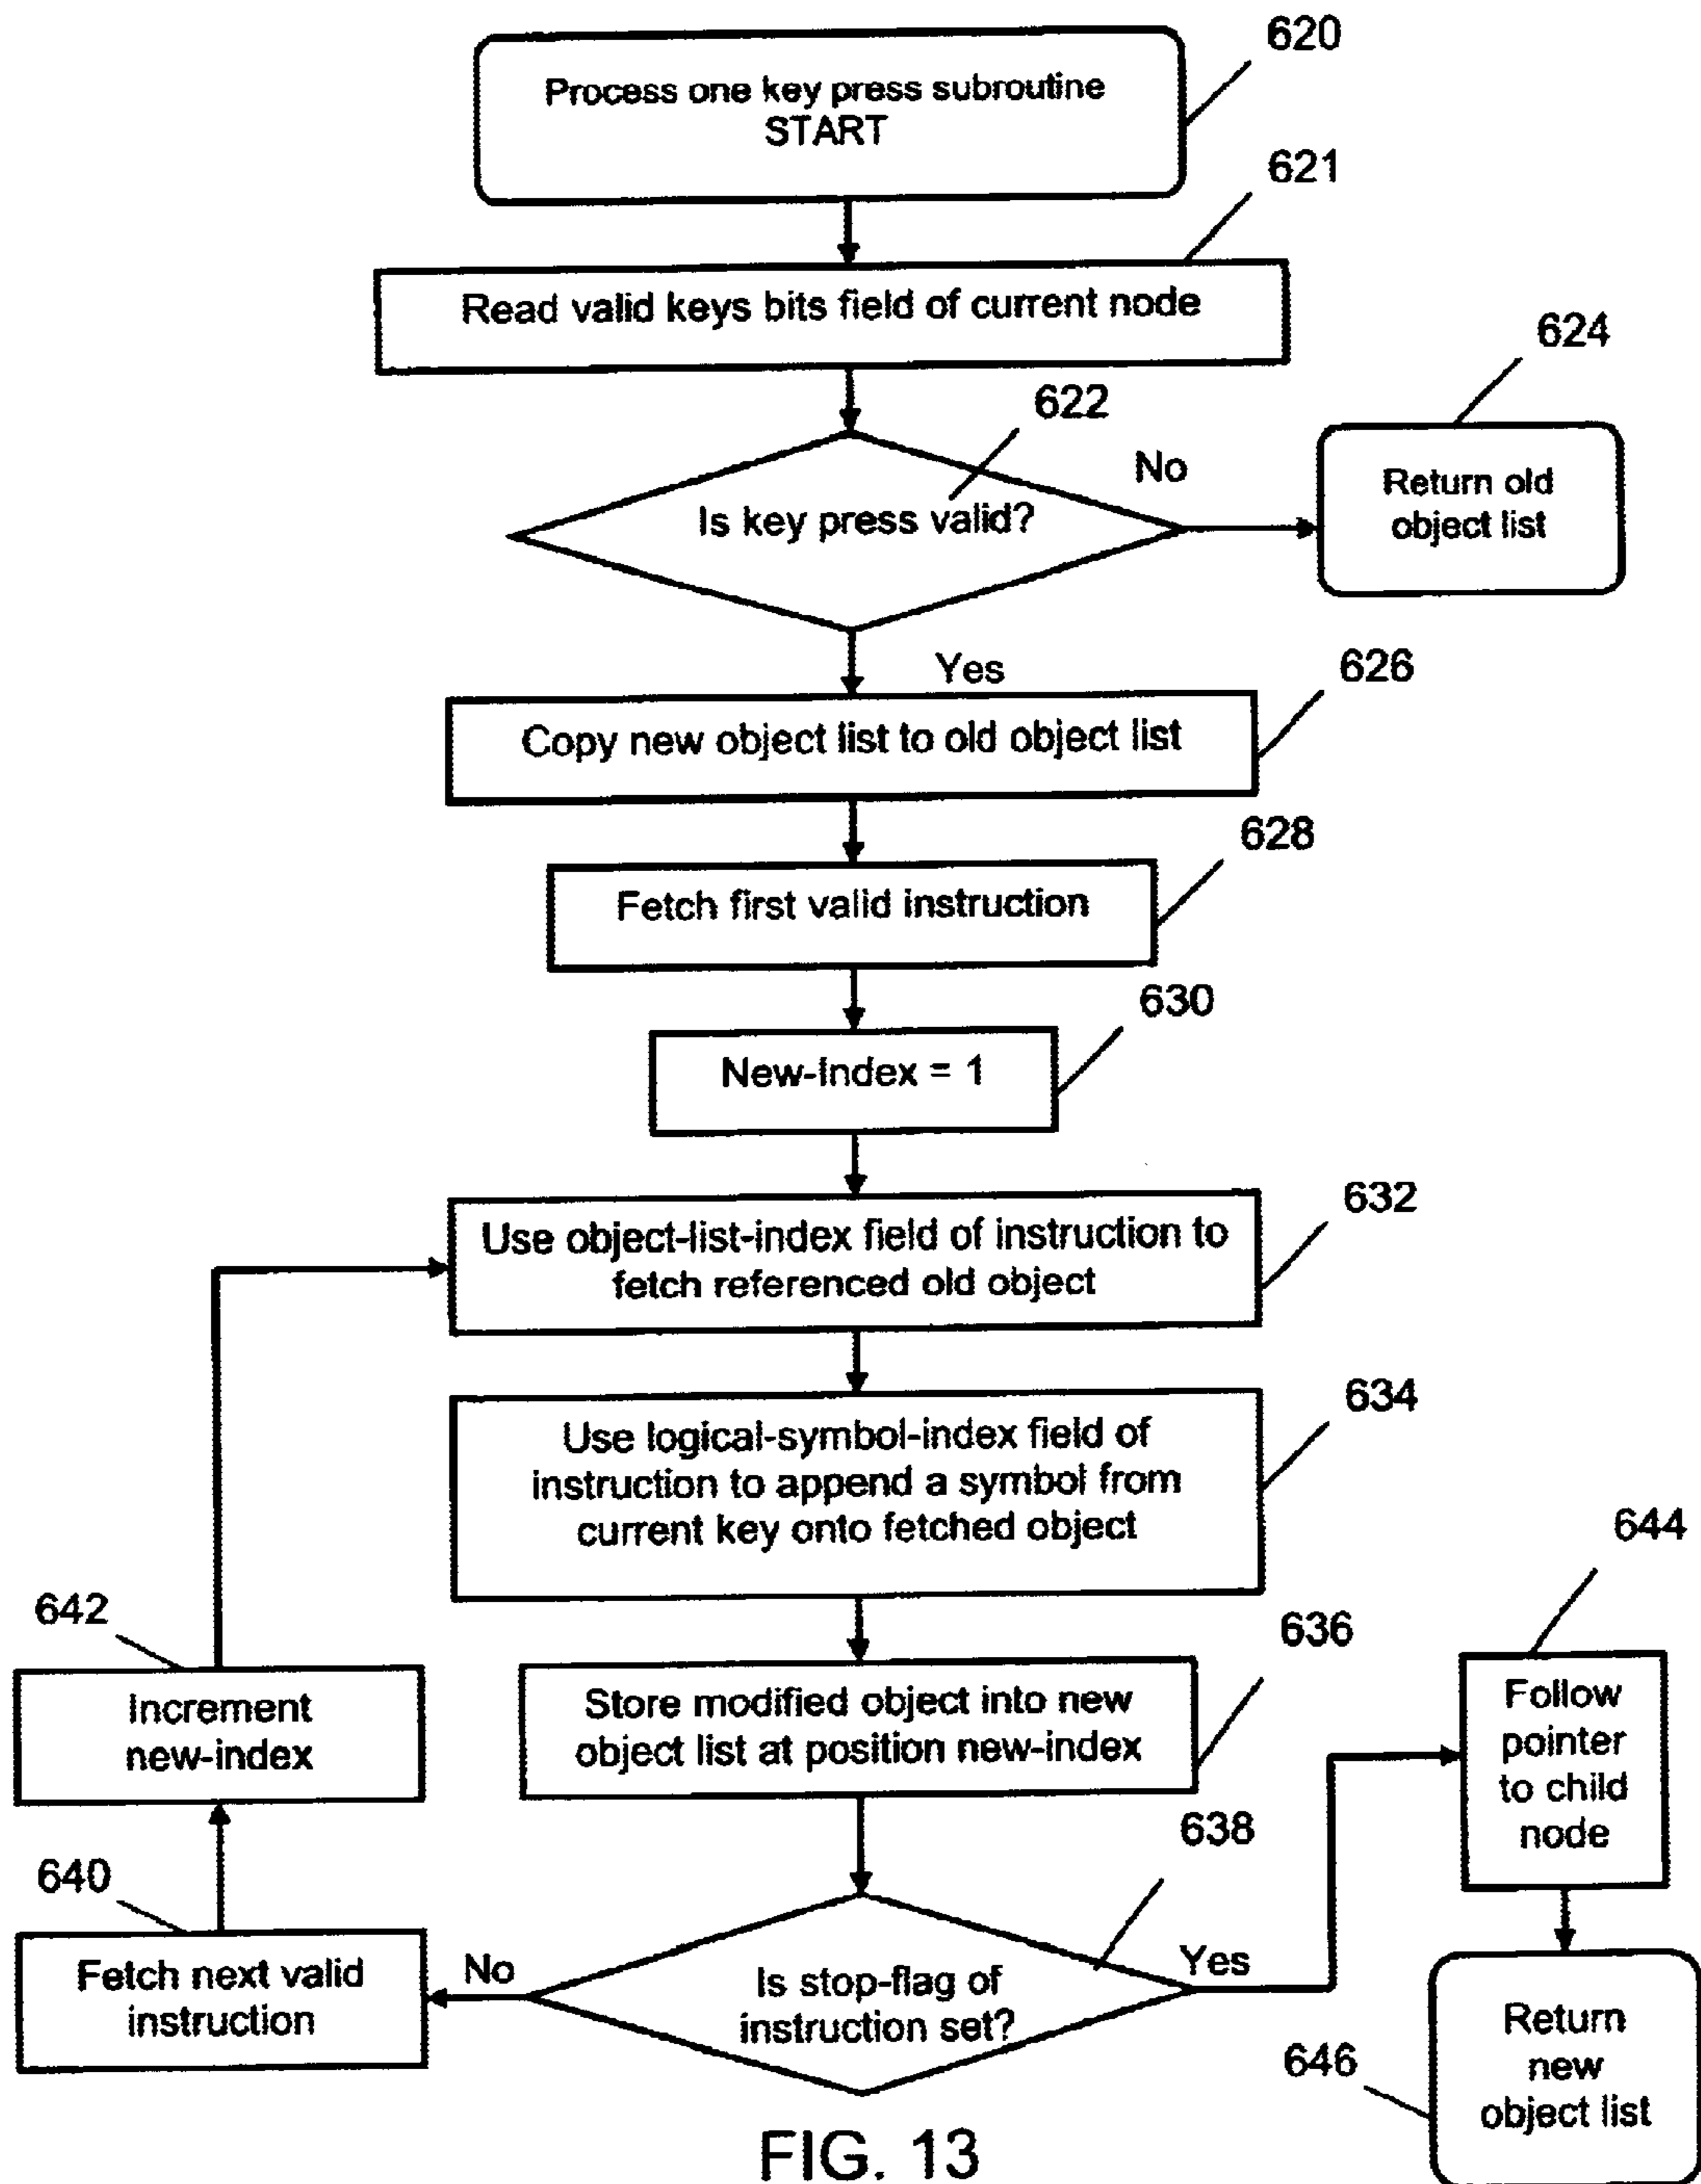 620
Process one key press subroutine
START
621
Read valid keys bits field of current node
624
622
No
Is key press valid?
Return old
object list
Yes
626
Copy new object list to old object list
628
Fetch first valid instruction
630
New-Index = 1
632
Use object-list-index field of instruction to
fetch referenced old object
634
Use logical-symbol-index field of
instruction to append a symbol from
current key onto fetched object
644
642
636
Increment
new-index
Store modified object into new
object list at position new-index
Follow
pointer
to child
node
638
640
Fetch next valid
instruction
No
Is stop-flag of
instruction set?
Yes
646
Return
new
object list
FIG. 13